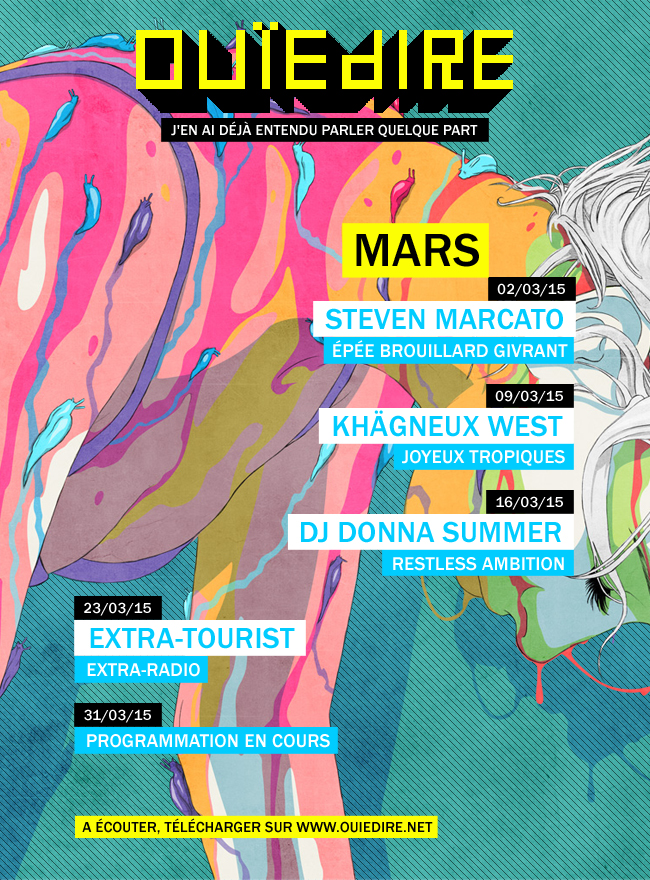 OUÏEDIRE
J'EN AI DÉJÀ ENTENDU PARLER QUELQUE PART
MARS
02/03/15
STEVEN MARCATO
ÉPÉE BROUILLARD GIVRANT
09/03/15
KHÄGNEUX WEST
JOYEUX TROPIQUES
16/03/15
DJ DONNA SUMMER
RESTLESS AMBITION
23/03/15
EXTRA-TOURIST
EXTRA-RADIO
31/03/15
PROGRAMMATION EN COURS
A ÉCOUTER, TÉLÉCHARGER SUR WWW.OUIEDIRE.NET